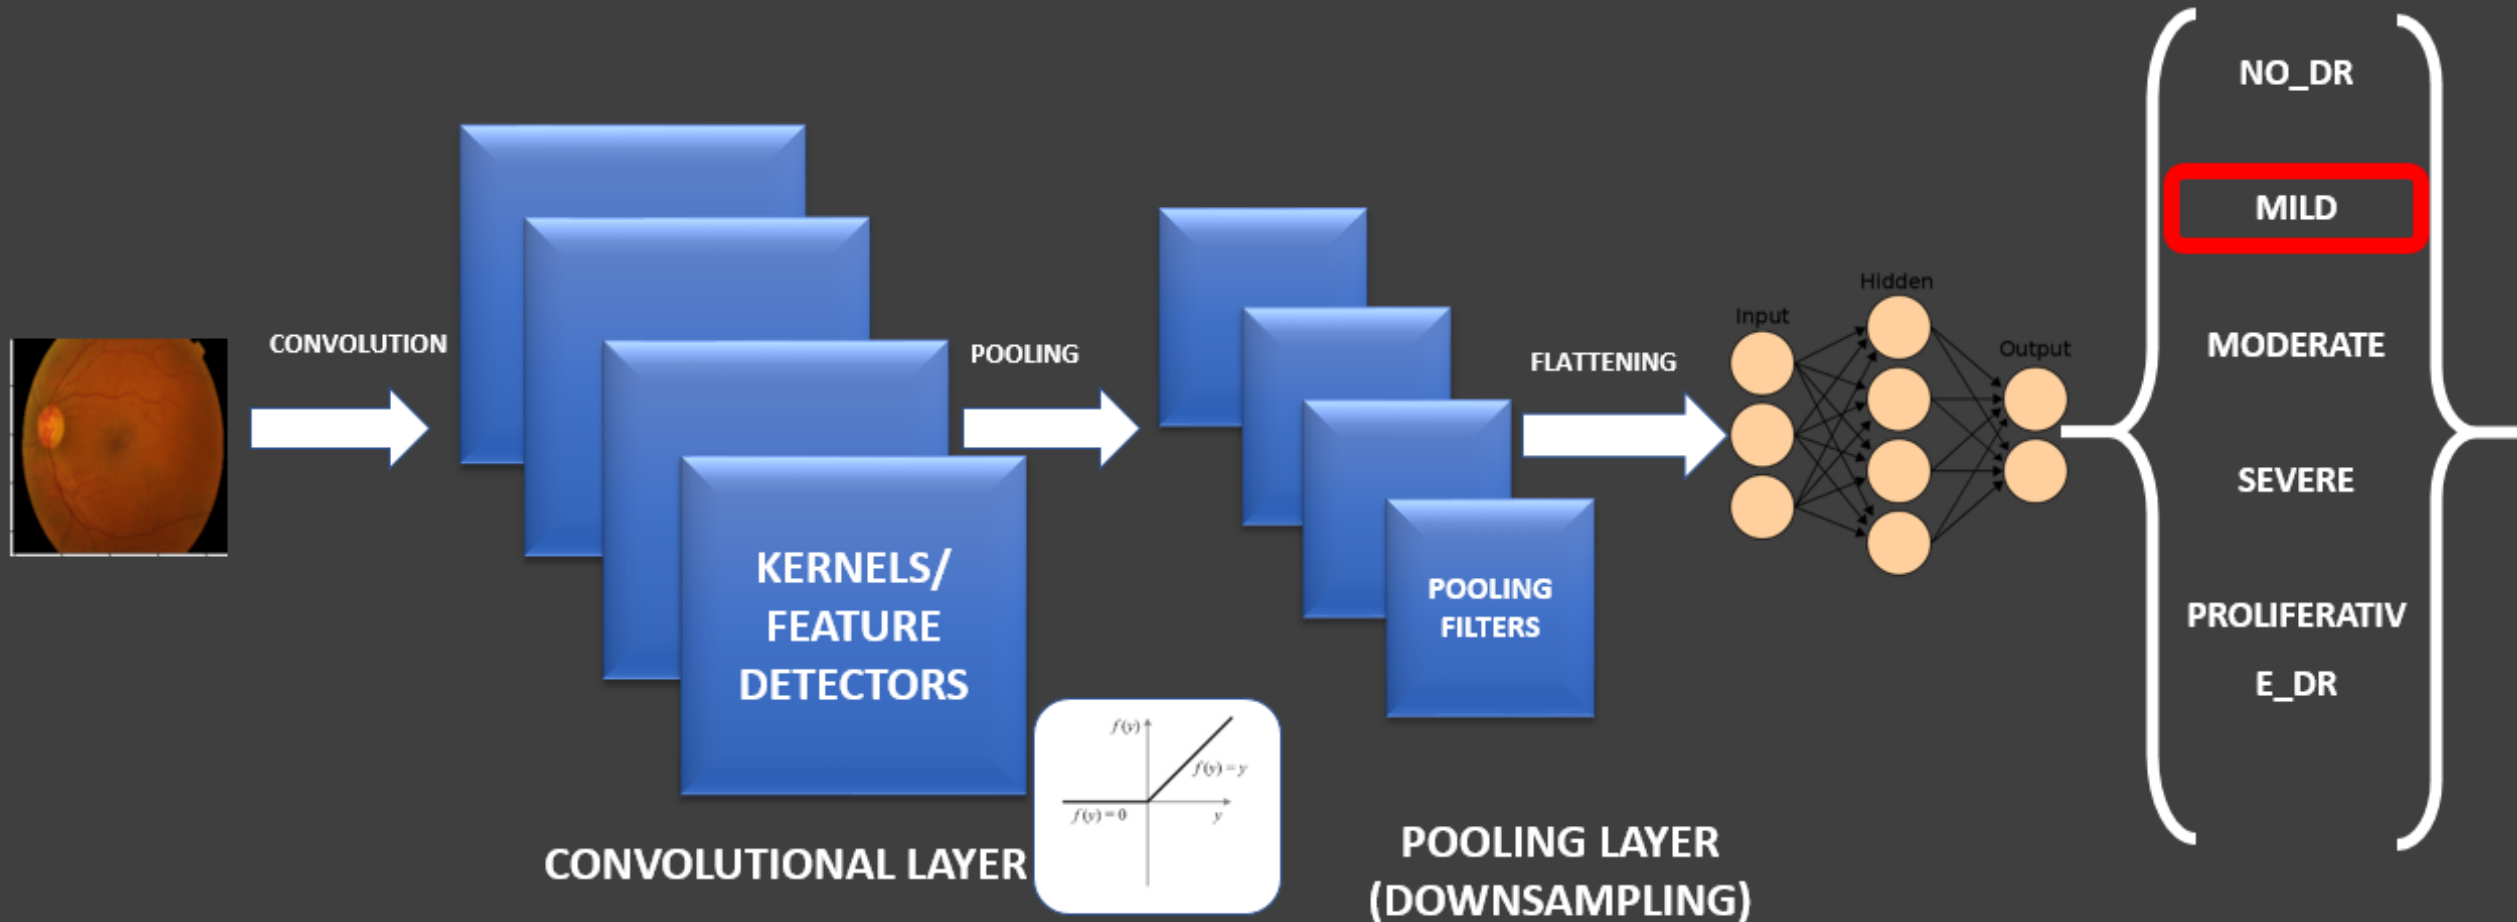 CONVOLUTION
KERNELS/
FEATURE
DETECTORS
CONVOLUTIONAL LAYER
f(y)
f(y) = y
f(y) = 0
y
POOLING
POOLING
FILTERS
POOLING LAYER
(DOWNSAMPLING)
FLATTENING
Input
Hidden
Output
NO_DR
MILD
MODERATE
SEVERE
PROLIFERATIV
E_DR